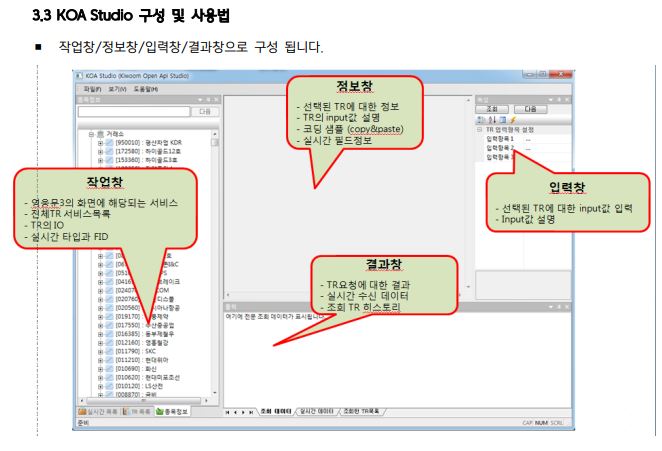 3.3 KOA Studio 구성 및 사용법
■ 작업창/정보창/입력창/결과창으로 구성 됩니다.
KOA Studio (Kiwoom Open Api Studio)
파일(F) 보기(V) 도움말(H)
종목정보
다음
거래소
[950010] : 평산차업 KDR
[172580] : 하이골드12호
[153360] : 하이골드3호
정보창
- 선택된 TR에 대한 정보
- TR의 input값 설명
- 코딩 샘플 (copy&paste)
- 실시간 필드정보
속성
조회 다음
TR 입력항목 설정
입력항목1 ...
입력항목2 ...
입력항목3
작업창
- 영웅문3의 화면에 해당되는 서비스
- 전체TR 서비스목록
- TR의 IO
- 실시간 타입과 FID
입력창
- 선택된 TR에 대한 input값 입력
- Input값 설명
결과창
- TR요청에 대한 결과
- 실시간 수신 데이터
- 조회 TR 히스토리
여기에 전문 조회 데이터가 표시됩니다
[017550] : 수산중공업
[016385] : 동부제철우
[012160] : 영흥철강
[011790] : SKC
[011210] : 현대위아
[010690] : 화신
[010620] : 현대미포조선
[010120] : LS산전
[008870] : 금비
실시간 목록 TR 목록 종목정보
조회 데이터 실시간 데이터 조회한 TR목록
준비
CAP NUM SCRL